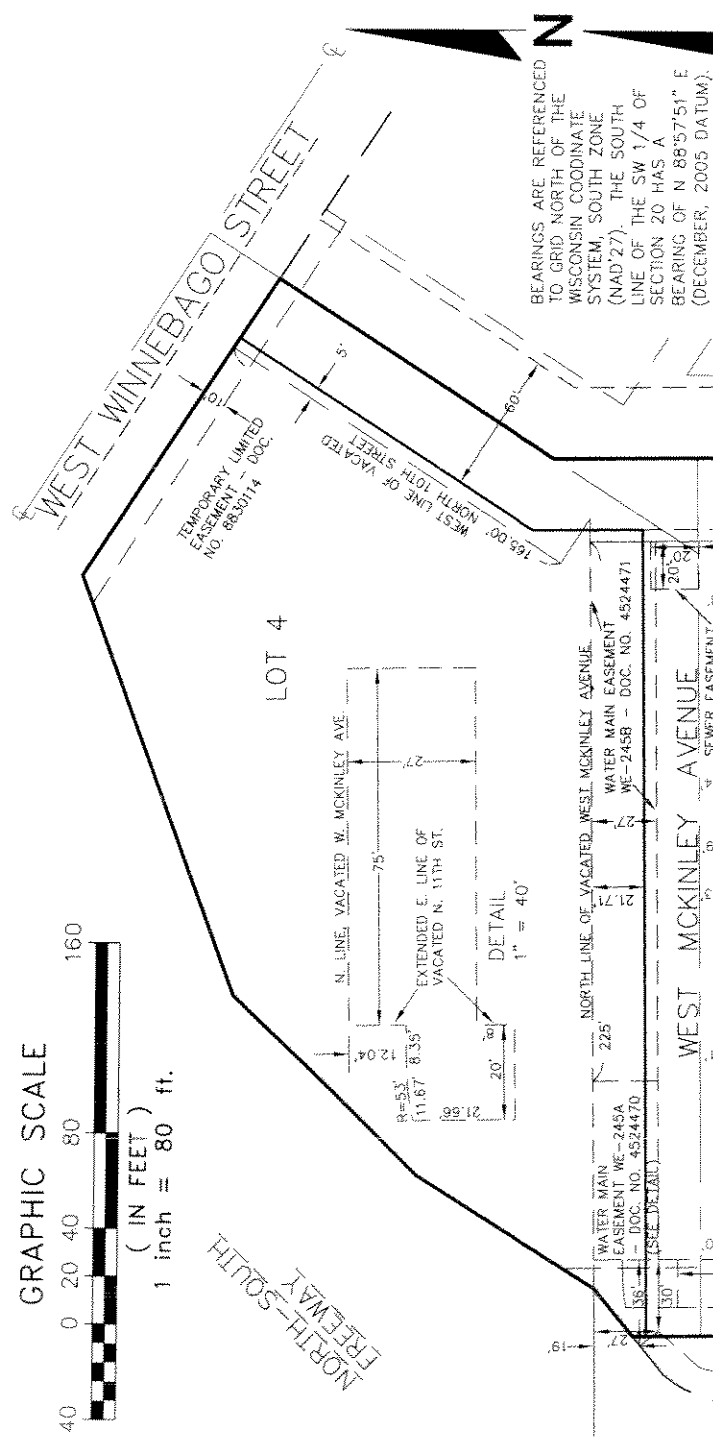 GRAPHIC SCALE
40 0 20 40 80 160
( IN FEET )
1 inch = 80 ft.
NORTH-SOUTH
FREEWAY
WEST WINNEBAGO STREET
10'
TEMPORARY LIMITED
EASEMENT - DOC.
NO. 8830114
5'
60'
165.00'
WEST LINE OF VACATED
NORTH 10TH STREET
LOT 4
N. LINE, VACATED W. MCKINLEY AVE.
75'
27'
12.04'
EXTENDED E. LINE OF
VACATED N. 11TH ST.
R=53'
11.67'
8.35'
21.66'
8'
20'
DETAIL
1" = 40'
N
BEARINGS ARE REFERENCED
TO GRID NORTH OF THE
WISCONSIN COODINATE
SYSTEM, SOUTH ZONE
(NAD'27). THE SOUTH
LINE OF THE SW 1/4 OF
SECTION 20 HAS A
BEARING OF N 88°57'51" E
(DECEMBER, 2005 DATUM).
NORTH LINE OF VACATED WEST MCKINLEY AVENUE
225'
WATER MAIN
EASEMENT WE-245A
- DOC. NO. 4524470
(SEE DETAIL)
WATER MAIN EASEMENT
WE-245B - DOC. NO. 4524471
21.71
27'
19'
27'
36'
30'
20'
20'
WEST MCKINLEY AVENUE
SEWER EASEMENT